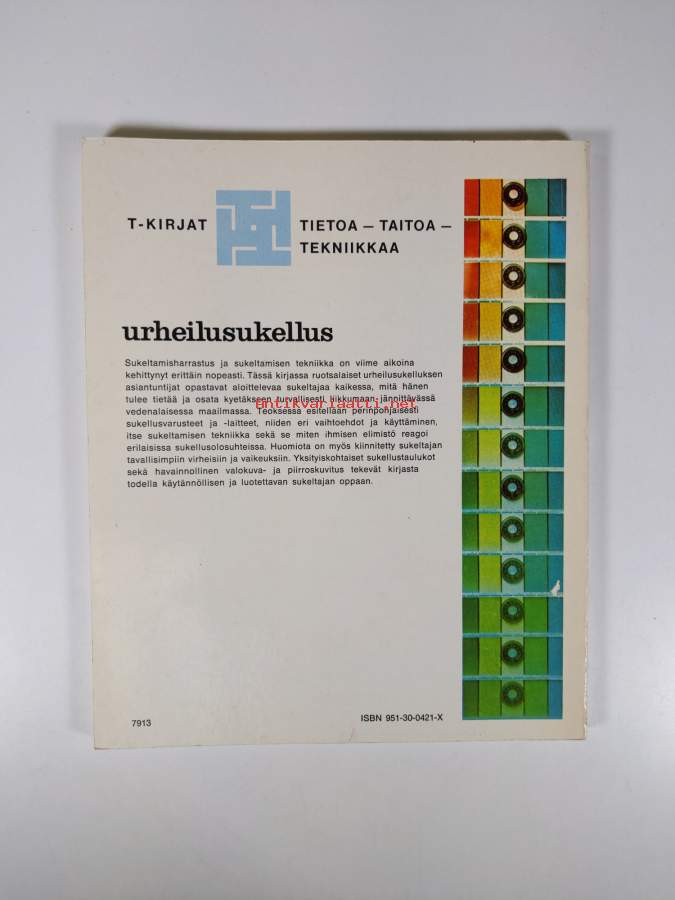 T-KIRJAT
TIETOA – TAITOA –
TEKNIIKKAA
urheilusukellus
Sukeltamisharrastus ja sukeltamisen tekniikka on viime aikoina
kehittynyt erittäin nopeasti. Tässä kirjassa ruotsalaiset urheilusukelluksen
asiantuntijat opastavat aloittelevaa sukeltajaa kaikessa, mitä hänen
tulee tietää ja osata kyetäkseen turvallisesti liikkumaan jännittävässä
antikvariaatti.net
vedenalaisessa maailmassa. Teoksessa esitellään perinpohjaisesti
sukellusvarusteet ja -laitteet, niiden eri vaihtoehdot ja käyttäminen,
itse sukeltamisen tekniikka sekä se miten ihmisen elimistö reagoi
erilaisissa sukellusolosuhteissa. Huomiota on myös kiinnitetty sukeltajan
tavallisimpiin virheisiin ja vaikeuksiin. Yksityiskohtaiset sukellustaulukot
sekä havainnollinen valokuva- ja piirroskuvitus tekevät kirjasta
todella käytännöllisen ja luotettavan sukeltajan oppaan.
7913
ISBN 951-30-0421-X